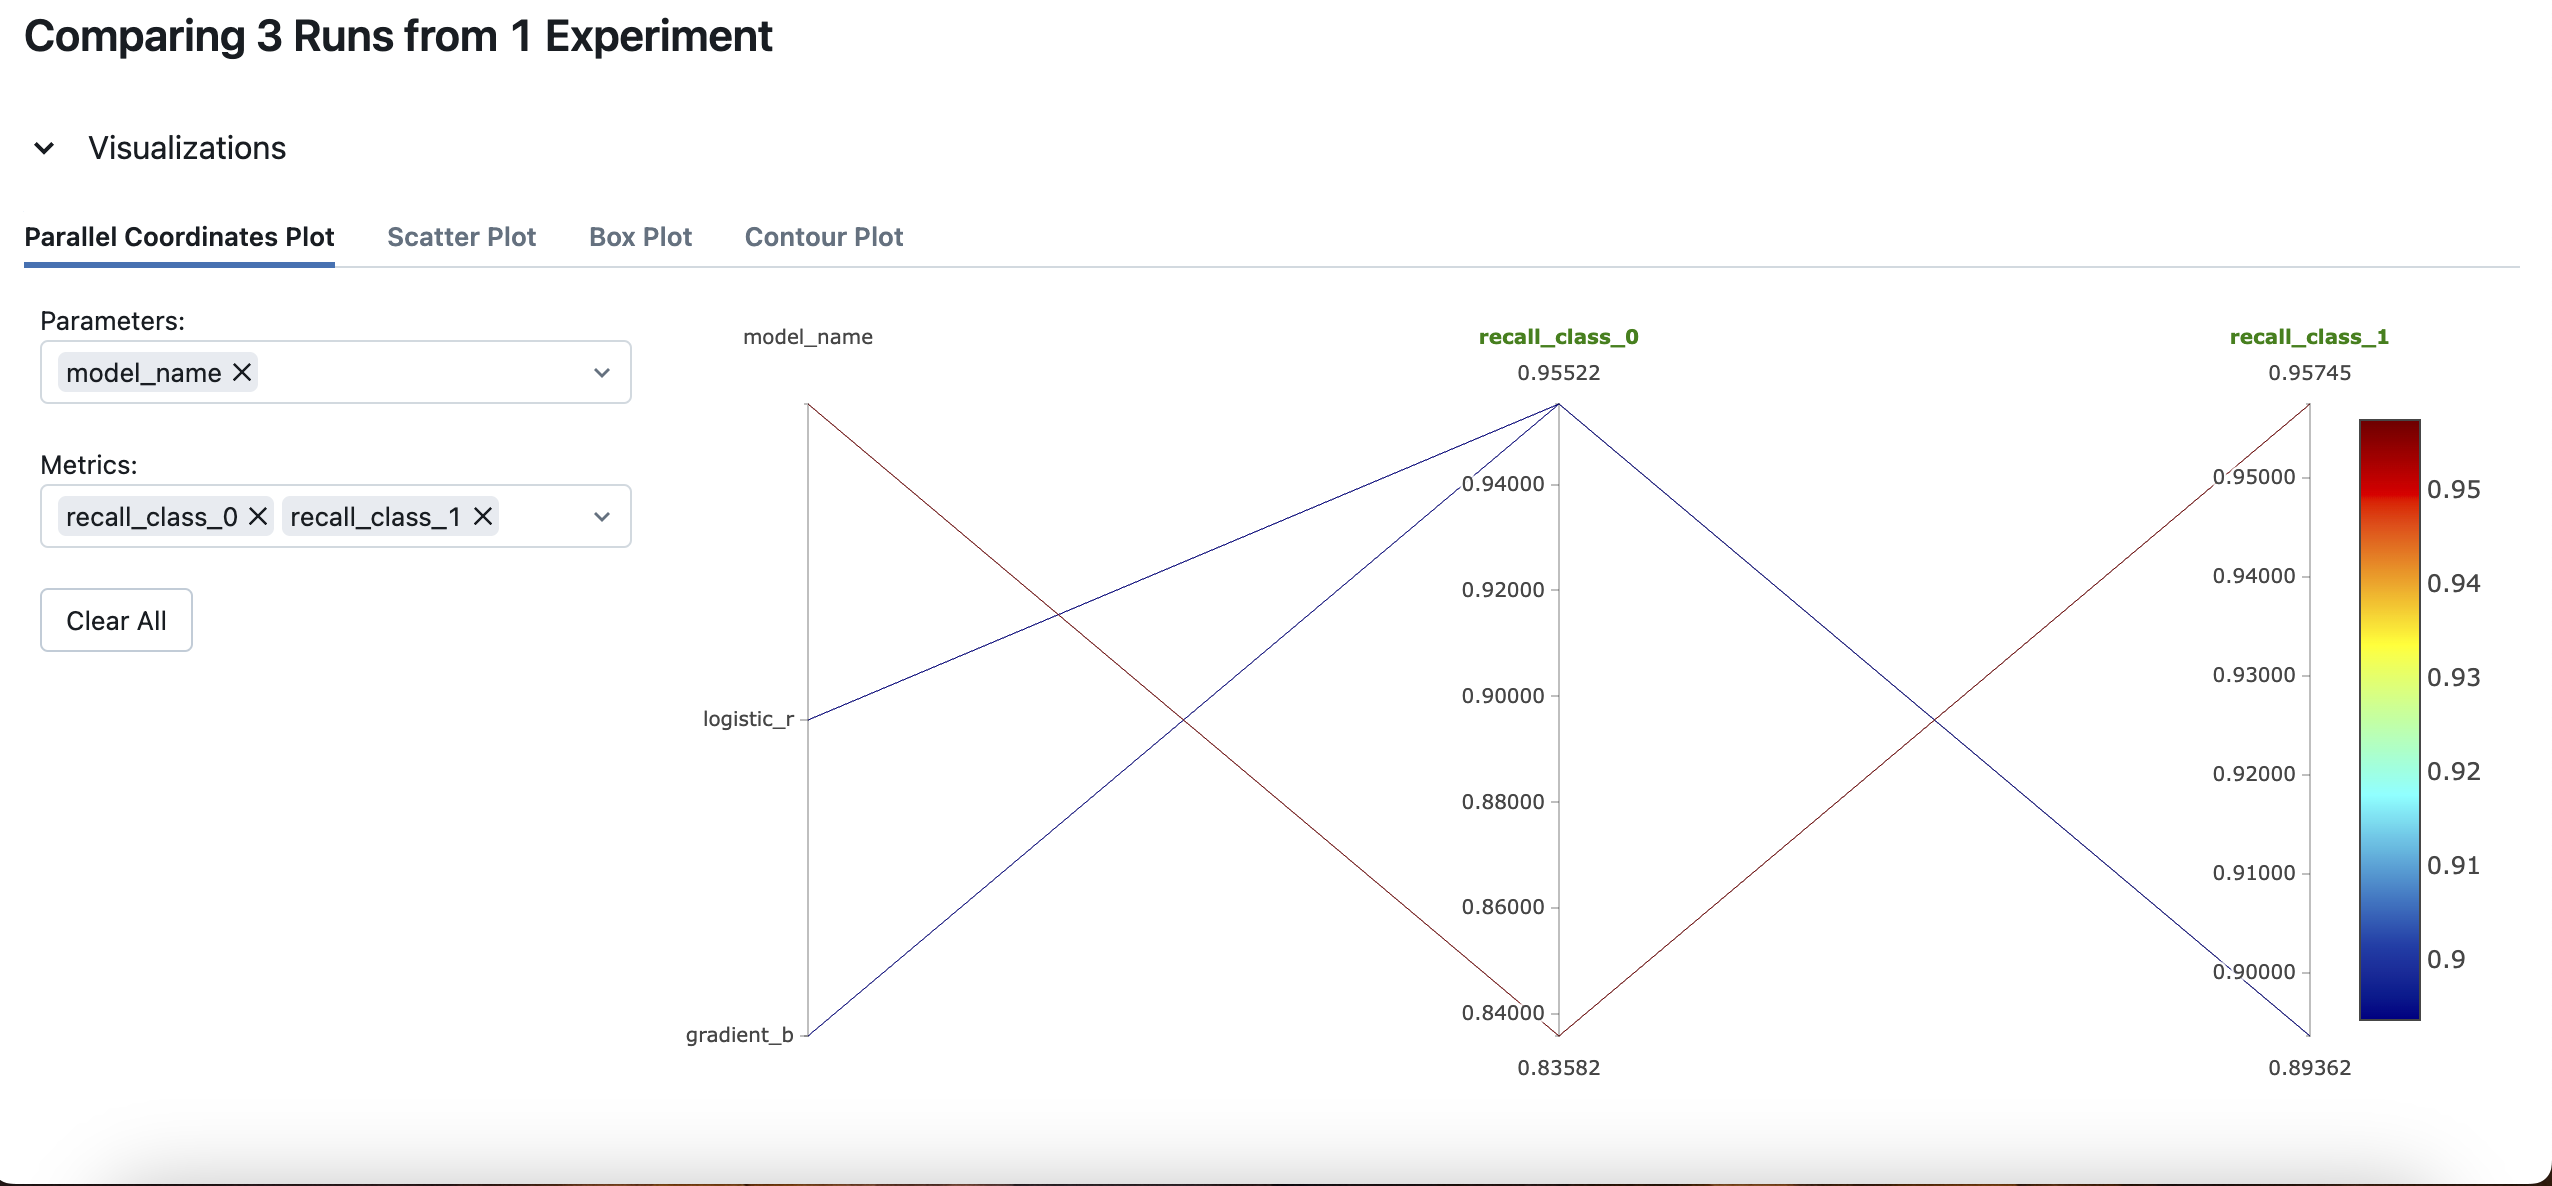 Comparing 3 Runs from 1 Experiment
Visualizations
Parallel Coordinates Plot Scatter Plot Box Plot Contour Plot
Parameters:
model_name
Metrics:
recall_class_0 recall_class_1
Clear All
model_name
logistic_r
gradient_b
recall_class_0
0.95522
0.94000
0.92000
0.90000
0.88000
0.86000
0.84000
0.83582
recall_class_1
0.95745
0.95000
0.94000
0.93000
0.92000
0.91000
0.90000
0.89362
0.95
0.94
0.93
0.92
0.91
0.9